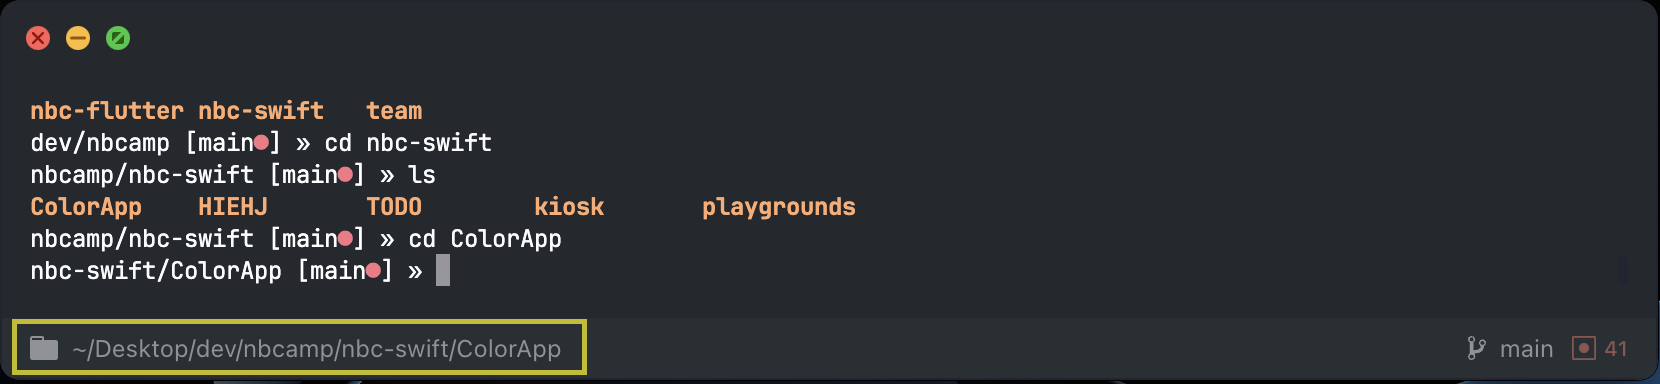 nbc-flutter nbc-swift team
dev/nbcamp [main●] » cd nbc-swift
nbcamp/nbc-swift [main●] » ls
ColorApp HIEHJ TODO kiosk playgrounds
nbcamp/nbc-swift [main●] » cd ColorApp
nbc-swift/ColorApp [main●] »
~/Desktop/dev/nbcamp/nbc-swift/ColorApp main 41